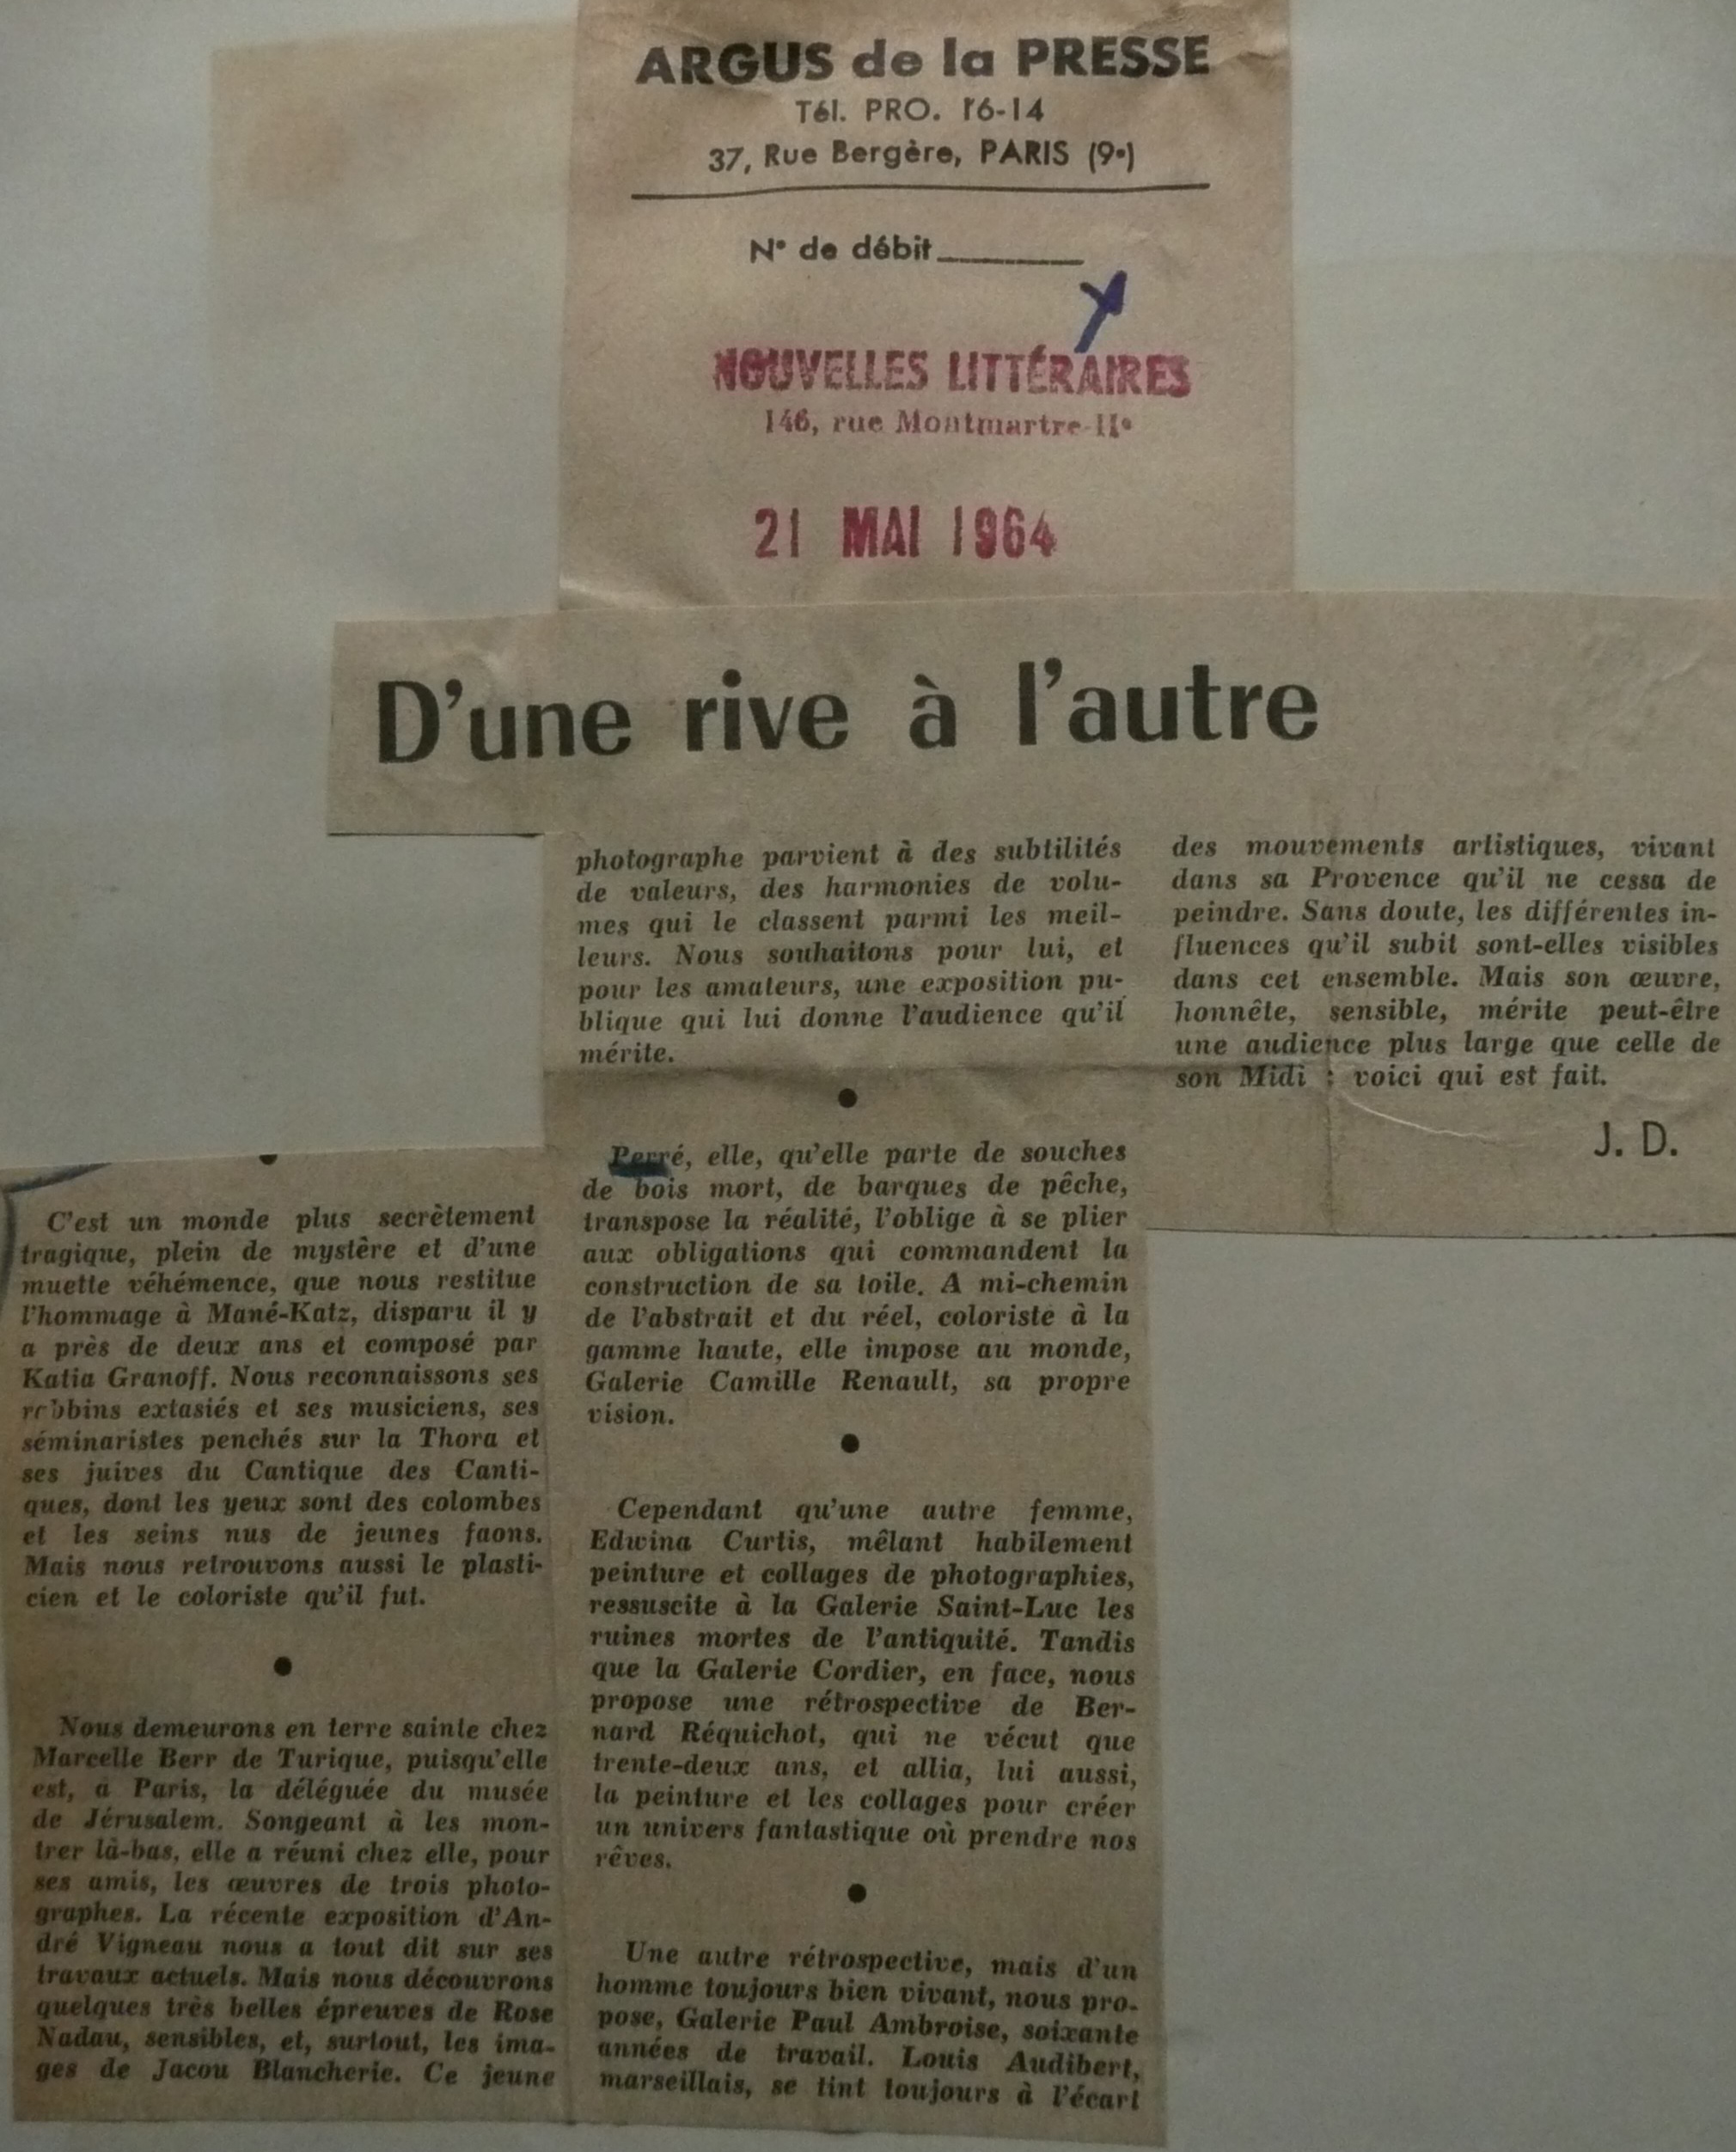 ARGUS de la PRESSE
Tél. PRO. 16-14
37, Rue Bergère, PARIS (9e)
N° de débit
NOUVELLES LITTÉRAIRES
146, rue Montmartre-IIe
21 MAI 1964
D'une rive à l'autre
C'est un monde plus secrètement
tragique, plein de mystère et d'une
muette véhémence, que nous restitue
l'hommage à Mané-Katz, disparu il y
a près de deux ans et composé par
Katia Granoff. Nous reconnaissons ses
rabbins extasiés et ses musiciens, ses
séminaristes penchés sur la Thora et
ses juives du Cantique des Canti-
ques, dont les yeux sont des colombes
et les seins nus de jeunes faons.
Mais nous retrouvons aussi le plasti-
cien et le coloriste qu'il fut.
●
Nous demeurons en terre sainte chez
Marcelle Berr de Turique, puisqu'elle
est, à Paris, la déléguée du musée
de Jérusalem. Songeant à les mon-
trer là-bas, elle a réuni chez elle, pour
ses amis, les œuvres de trois photo-
graphes. La récente exposition d'An-
dré Vigneau nous a tout dit sur ses
travaux actuels. Mais nous découvrons
quelques très belles épreuves de Rose
Nadau, sensibles, et, surtout, les ima-
ges de Jacou Blancherie. Ce jeune
photographe parvient à des subtilités
de valeurs, des harmonies de volu-
mes qui le classent parmi les meil-
leurs. Nous souhaitons pour lui, et
pour les amateurs, une exposition pu-
blique qui lui donne l'audience qu'il
mérite.
●
Perré, elle, qu'elle parte de souches
de bois mort, de barques de pêche,
transpose la réalité, l'oblige à se plier
aux obligations qui commandent la
construction de sa toile. A mi-chemin
de l'abstrait et du réel, coloriste à la
gamme haute, elle impose au monde,
Galerie Camille Renault, sa propre
vision.
●
Cependant qu'une autre femme,
Edwina Curtis, mêlant habilement
peinture et collages de photographies,
ressuscite à la Galerie Saint-Luc les
ruines mortes de l'antiquité. Tandis
que la Galerie Cordier, en face, nous
propose une rétrospective de Ber-
nard Réquichot, qui ne vécut que
trente-deux ans, et allia, lui aussi,
la peinture et les collages pour créer
un univers fantastique où prendre nos
rêves.
●
Une autre rétrospective, mais d'un
homme toujours bien vivant, nous pro-
pose, Galerie Paul Ambroise, soixante
années de travail. Louis Audibert,
marseillais, se tint toujours à l'écart
des mouvements artistiques, vivant
dans sa Provence qu'il ne cessa de
peindre. Sans doute, les différentes in-
fluences qu'il subit sont-elles visibles
dans cet ensemble. Mais son œuvre,
honnête, sensible, mérite peut-être
une audience plus large que celle de
son Midi : voici qui est fait.
J. D.